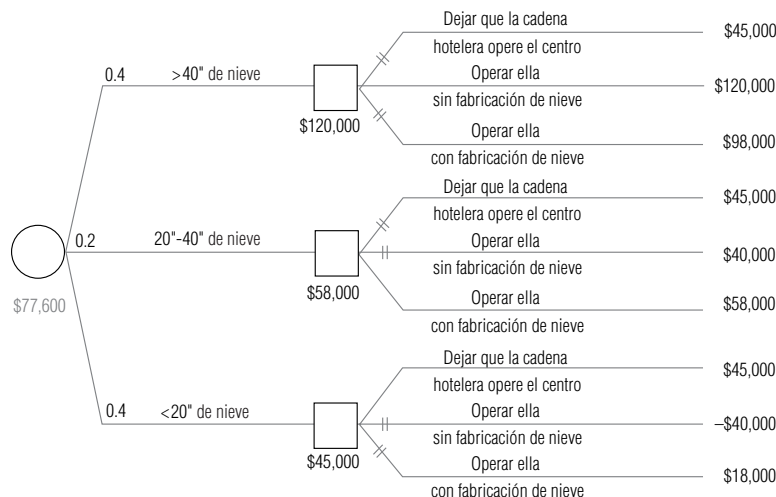 Dejar que la cadena
hotelera opere el centro
$45,000
0.4
>40" de nieve
Operar ella
sin fabricación de nieve
$120,000
$120,000
Operar ella
con fabricación de nieve
$98,000
Dejar que la cadena
hotelera opere el centro
$45,000
0.2
20"-40" de nieve
Operar ella
sin fabricación de nieve
$40,000
$58,000
$77,600
Operar ella
con fabricación de nieve
$58,000
Dejar que la cadena
hotelera opere el centro
$45,000
0.4
<20" de nieve
Operar ella
sin fabricación de nieve
–$40,000
$45,000
Operar ella
con fabricación de nieve
$18,000